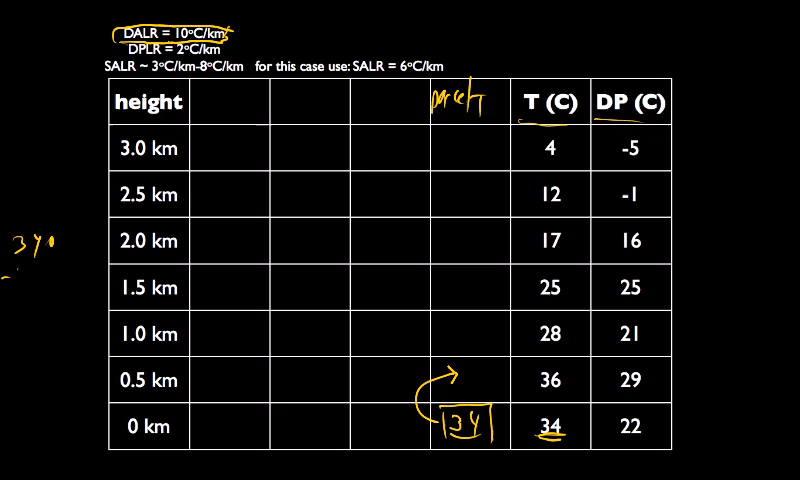 DALR = 10°C/km
DPLR = 2°C/km
SALR ~ 3°C/km-8°C/km for this case use: SALR = 6°C/km
height parcel T T (C) DP (C)
3.0 km 4 -5
2.5 km 12 -1
2.0 km 17 16
34.
-
1.5 km 25 25
1.0 km 28 21
0.5 km 36 29
0 km 34 34 22